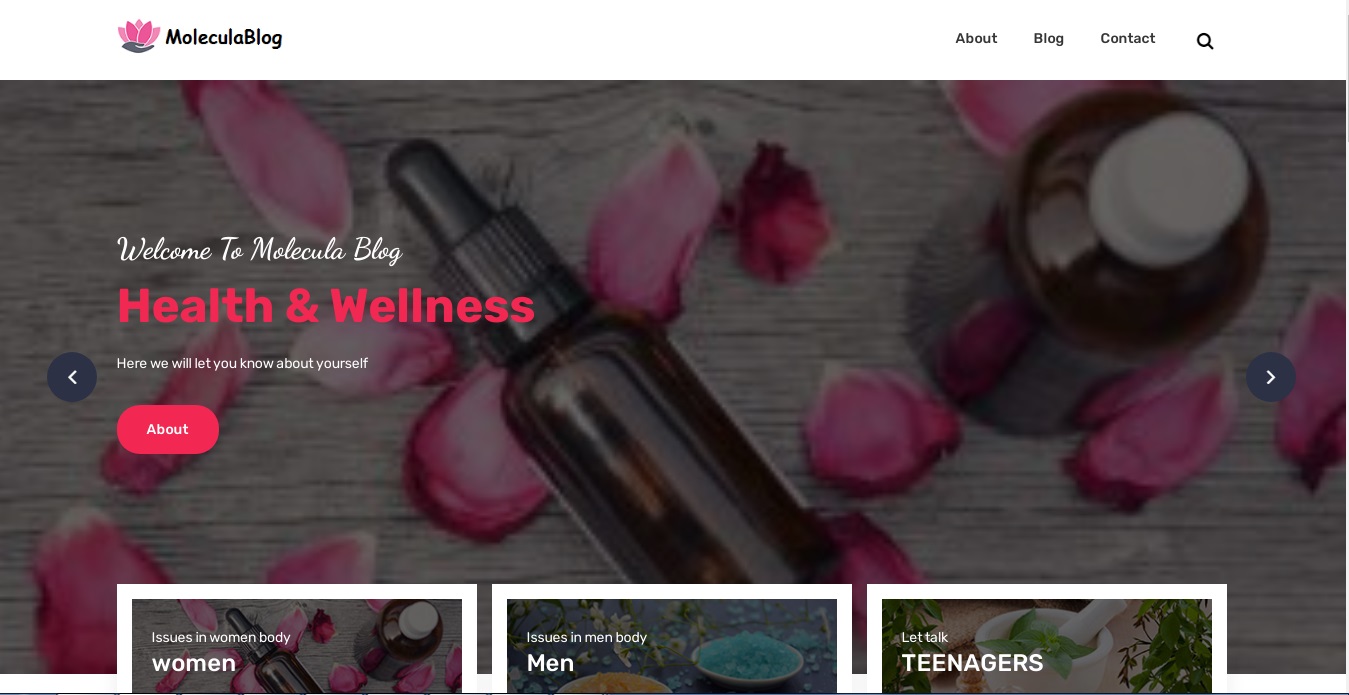 MoleculaBlog
About
Blog
Contact
Welcome To Molecula Blog
Health & Wellness
Here we will let you know about yourself
About
Issues in women body
women
Issues in men body
Men
Let talk
TEENAGERS